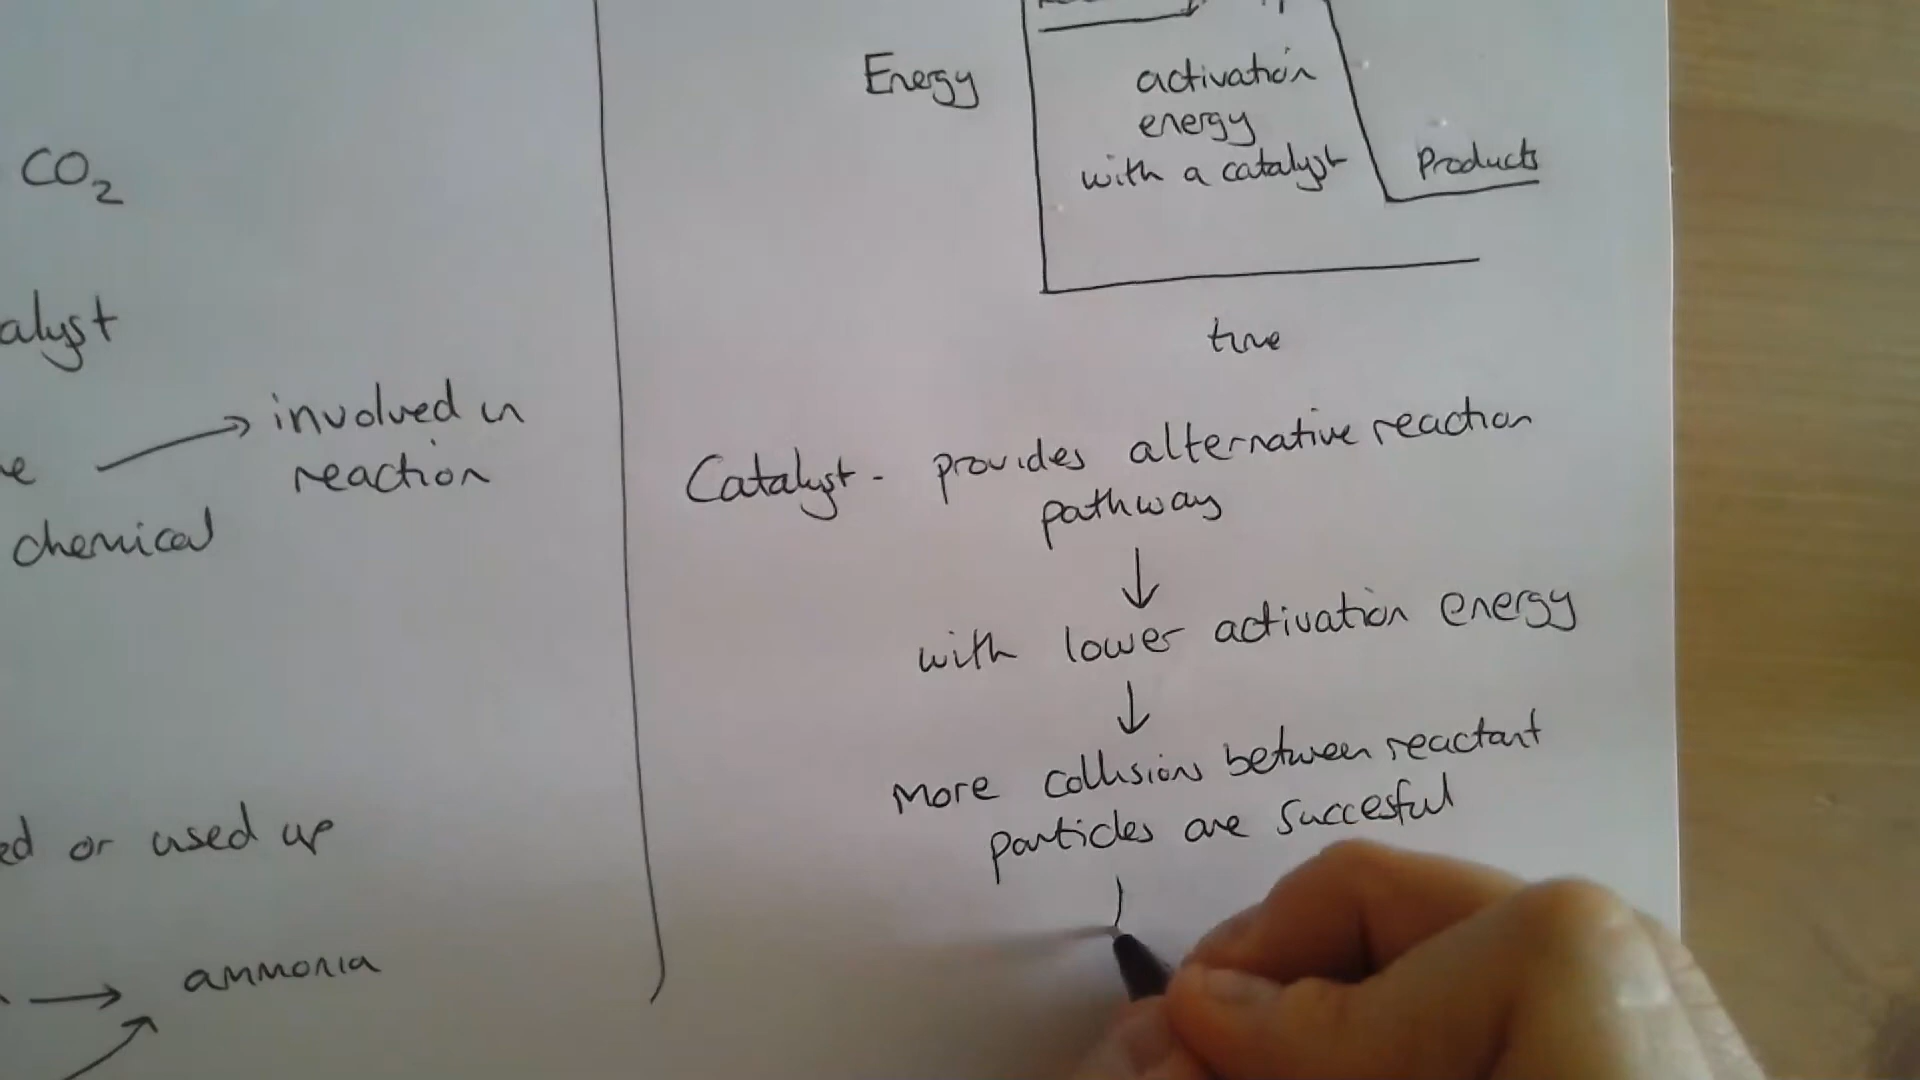 CO2
alyst
involved in
reaction
chemical
ed or used up
ammonia
Energy
activation
energy
with a catalyst
Products
time
Catalyst - provides alternative reaction
pathway
↓
with lower activation energy
↓
More collisions between reactant
particles are succesful